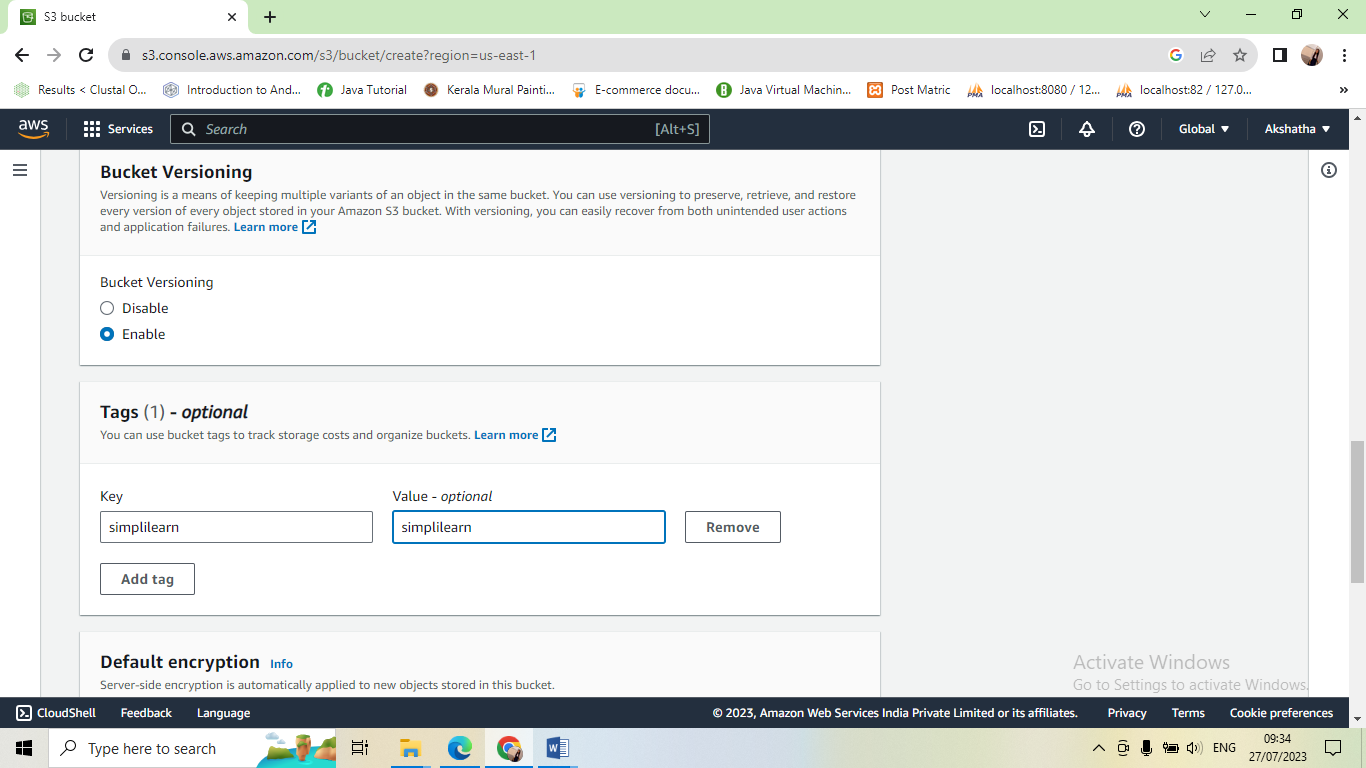 S3 bucket
s3.console.aws.amazon.com/s3/bucket/create?region=us-east-1
Results < Clustal O... Introduction to And... Java Tutorial Kerala Mural Painti... E-commerce docu... Java Virtual Machin... Post Matric localhost:8080 / 12... localhost:82 / 127.0... »
aws Services Search [Alt+S] Global Akshatha
Bucket Versioning
Versioning is a means of keeping multiple variants of an object in the same bucket. You can use versioning to preserve, retrieve, and restore
every version of every object stored in your Amazon S3 bucket. With versioning, you can easily recover from both unintended user actions
and application failures. Learn more
Bucket Versioning
Disable
Enable
Tags (1) - optional
You can use bucket tags to track storage costs and organize buckets. Learn more
Key Value - optional
simplilearn simplilearn Remove
Add tag
Default encryption Info
Server-side encryption is automatically applied to new objects stored in this bucket.
Activate Windows
Go to Settings to activate Windows.
CloudShell Feedback Language © 2023, Amazon Web Services India Private Limited or its affiliates. Privacy Terms Cookie preferences
Type here to search ENG 09:34
27/07/2023